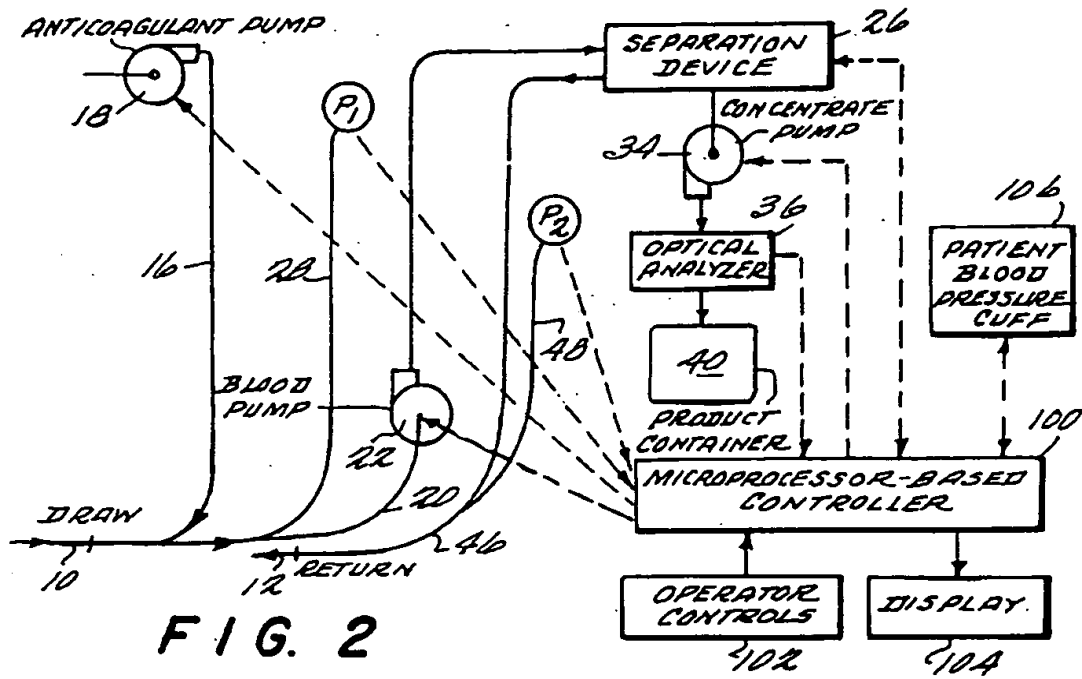 ANTICOAGULANT PUMP
18
P1
SEPARATION
DEVICE
26
CONCENTRATE
PUMP
34
P2
OPTICAL
ANALYZER
36
106
PATIENT
BLOOD
PRESSURE
CUFF
16
28
48
40
BLOOD
PUMP
22
PRODUCT
CONTAINER
100
MICROPROCESSOR-BASED
CONTROLLER
20
DRAW
10
12
RETURN
46
OPERATOR
CONTROLS
102
DISPLAY
104
FIG. 2